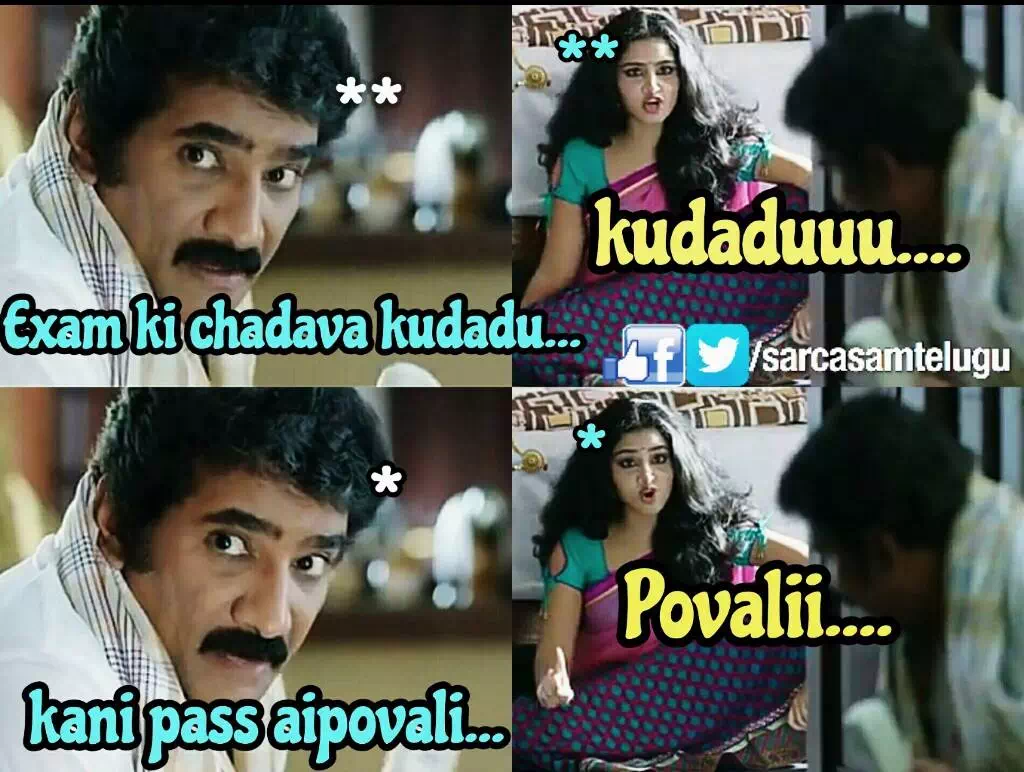 **
**
Exam ki chadava kudadu...
kudaduuu....
/sarcasamtelugu
*
*
kani pass aipovali...
Povalii....